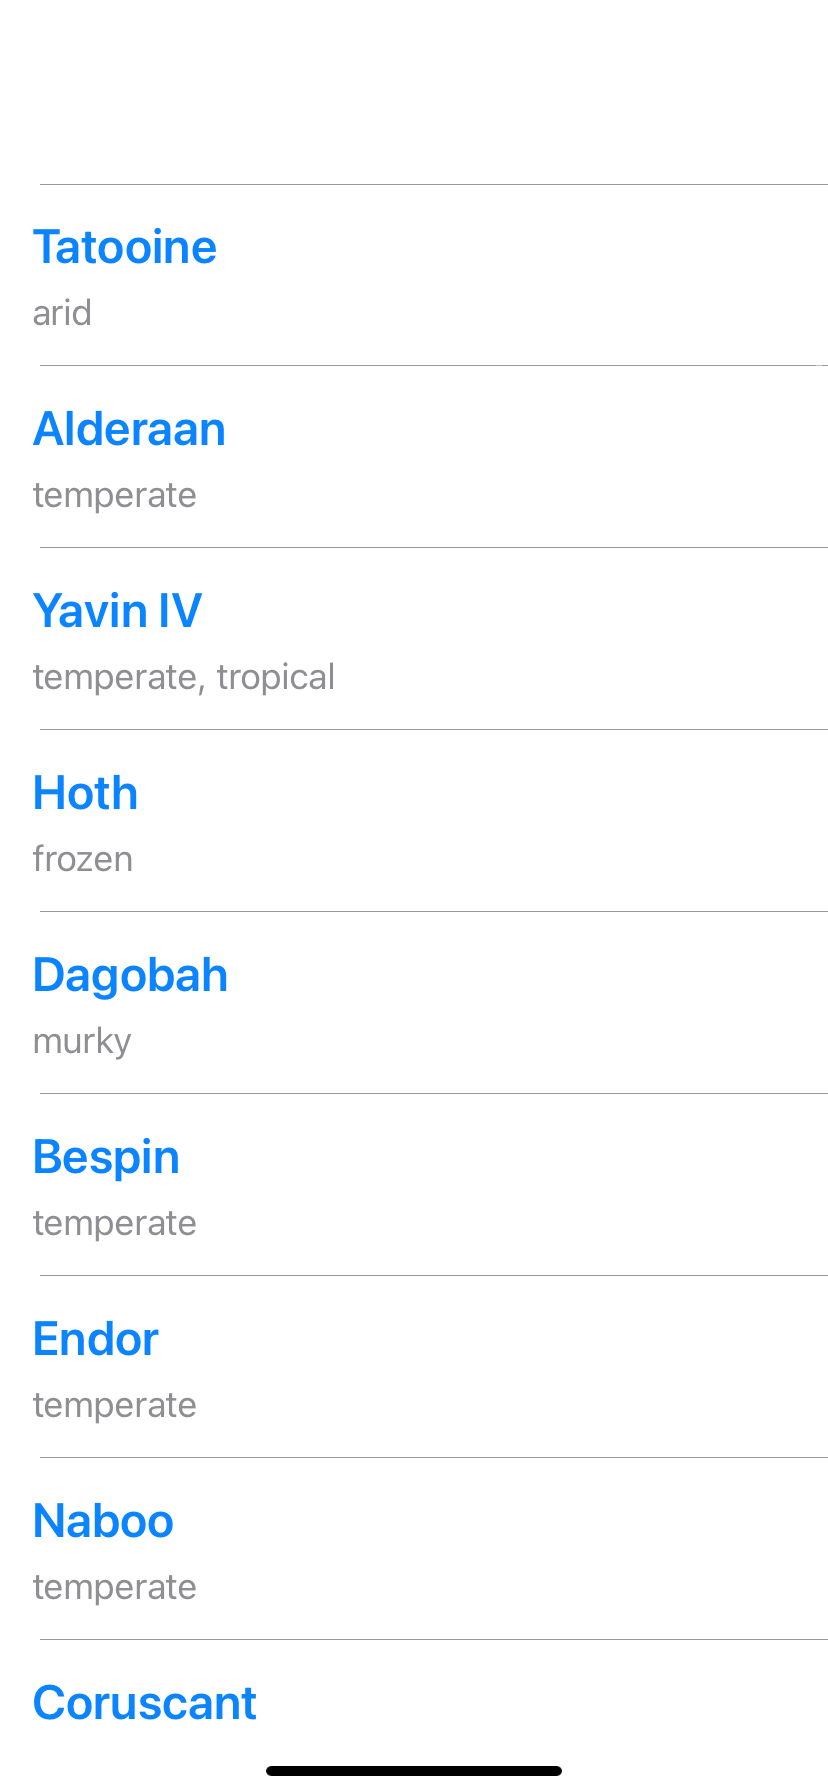 Tatooine
arid
Alderaan
temperate
Yavin IV
temperate, tropical
Hoth
frozen
Dagobah
murky
Bespin
temperate
Endor
temperate
Naboo
temperate
Coruscant